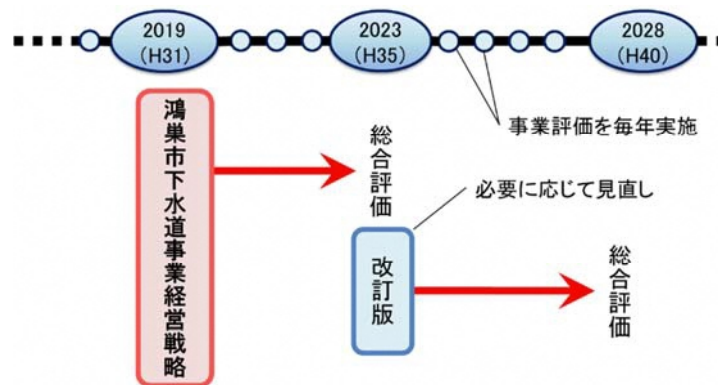 2019
(H31)
2023
(H35)
2028
(H40)
事業評価を毎年実施
鴻巣市下水道事業経営戦略
総合評価
必要に応じて見直し
改訂版
総合評価